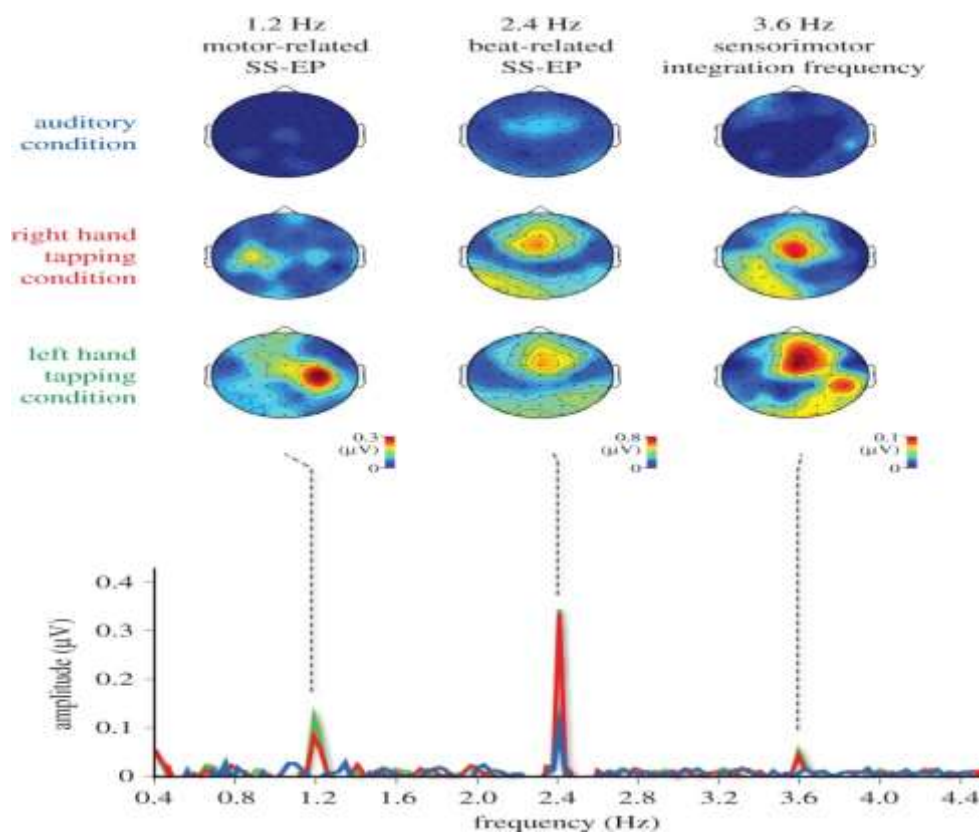 1.2 Hz
motor-related
SS-EP
2.4 Hz
beat-related
SS-EP
3.6 Hz
sensorimotor
integration frequency
auditory
condition
right hand
tapping
condition
left hand
tapping
condition
0.3
(µV)
0
0.8
(µV)
0
0.1
(µV)
0
amplitude (µV)
0.4
0.3
0.2
0.1
0
0.4 0.8 1.2 1.6 2.0 2.4 2.8 3.2 3.6 4.0 4.4
frequency (Hz)